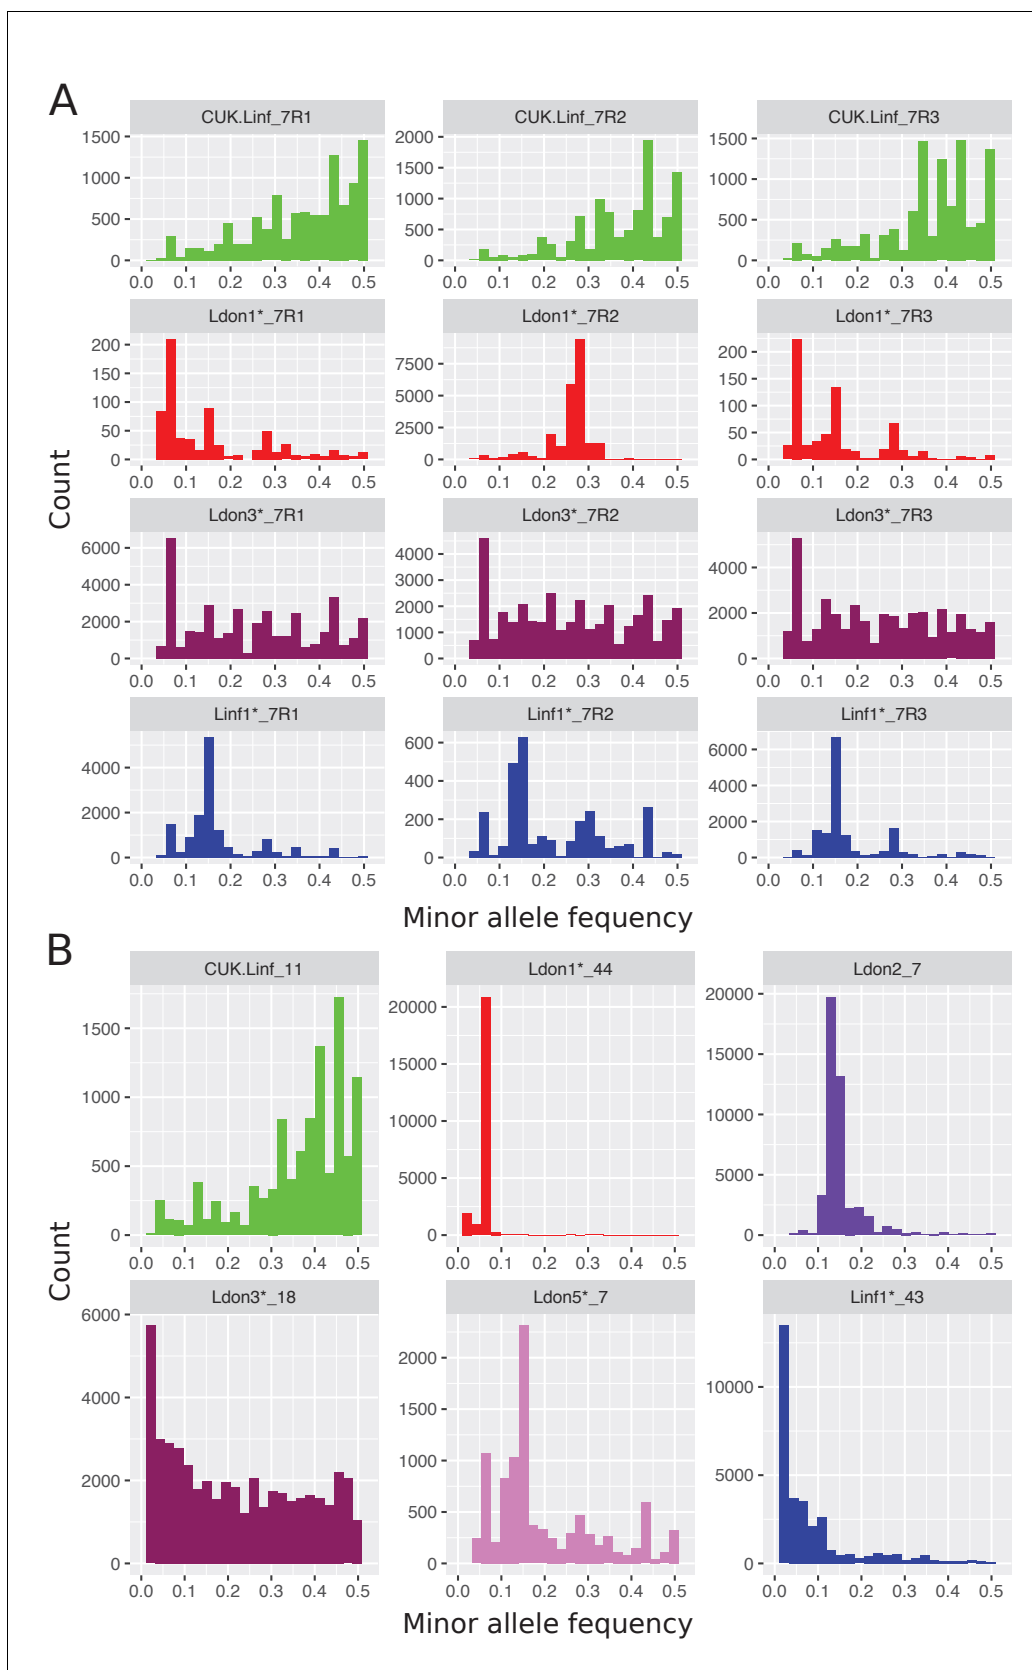 A
CUK.Linf_7R1 CUK.Linf_7R2 CUK.Linf_7R3
1500 1000 500 0
2000 1500 1000 500 0
1500 1000 500 0
0.0 0.1 0.2 0.3 0.4 0.5 0.0 0.1 0.2 0.3 0.4 0.5 0.0 0.1 0.2 0.3 0.4 0.5
Ldon1*_7R1 Ldon1*_7R2 Ldon1*_7R3
200 150 100 50 0
7500 5000 2500 0
200 150 100 50 0
0.0 0.1 0.2 0.3 0.4 0.5 0.0 0.1 0.2 0.3 0.4 0.5 0.0 0.1 0.2 0.3 0.4 0.5
Count
Ldon3*_7R1 Ldon3*_7R2 Ldon3*_7R3
6000 4000 2000 0
4000 3000 2000 1000 0
4000 2000 0
0.0 0.1 0.2 0.3 0.4 0.5 0.0 0.1 0.2 0.3 0.4 0.5 0.0 0.1 0.2 0.3 0.4 0.5
Linf1*_7R1 Linf1*_7R2 Linf1*_7R3
4000 2000 0
600 400 200 0
6000 4000 2000 0
0.0 0.1 0.2 0.3 0.4 0.5 0.0 0.1 0.2 0.3 0.4 0.5 0.0 0.1 0.2 0.3 0.4 0.5
Minor allele fequency
B
CUK.Linf_11 Ldon1*_44 Ldon2_7
1500 1000 500 0
20000 15000 10000 5000 0
20000 15000 10000 5000 0
0.0 0.1 0.2 0.3 0.4 0.5 0.0 0.1 0.2 0.3 0.4 0.5 0.0 0.1 0.2 0.3 0.4 0.5
Count
Ldon3*_18 Ldon5*_7 Linf1*_43
6000 4000 2000 0
2000 1500 1000 500 0
10000 5000 0
0.0 0.1 0.2 0.3 0.4 0.5 0.0 0.1 0.2 0.3 0.4 0.5 0.0 0.1 0.2 0.3 0.4 0.5
Minor allele fequency